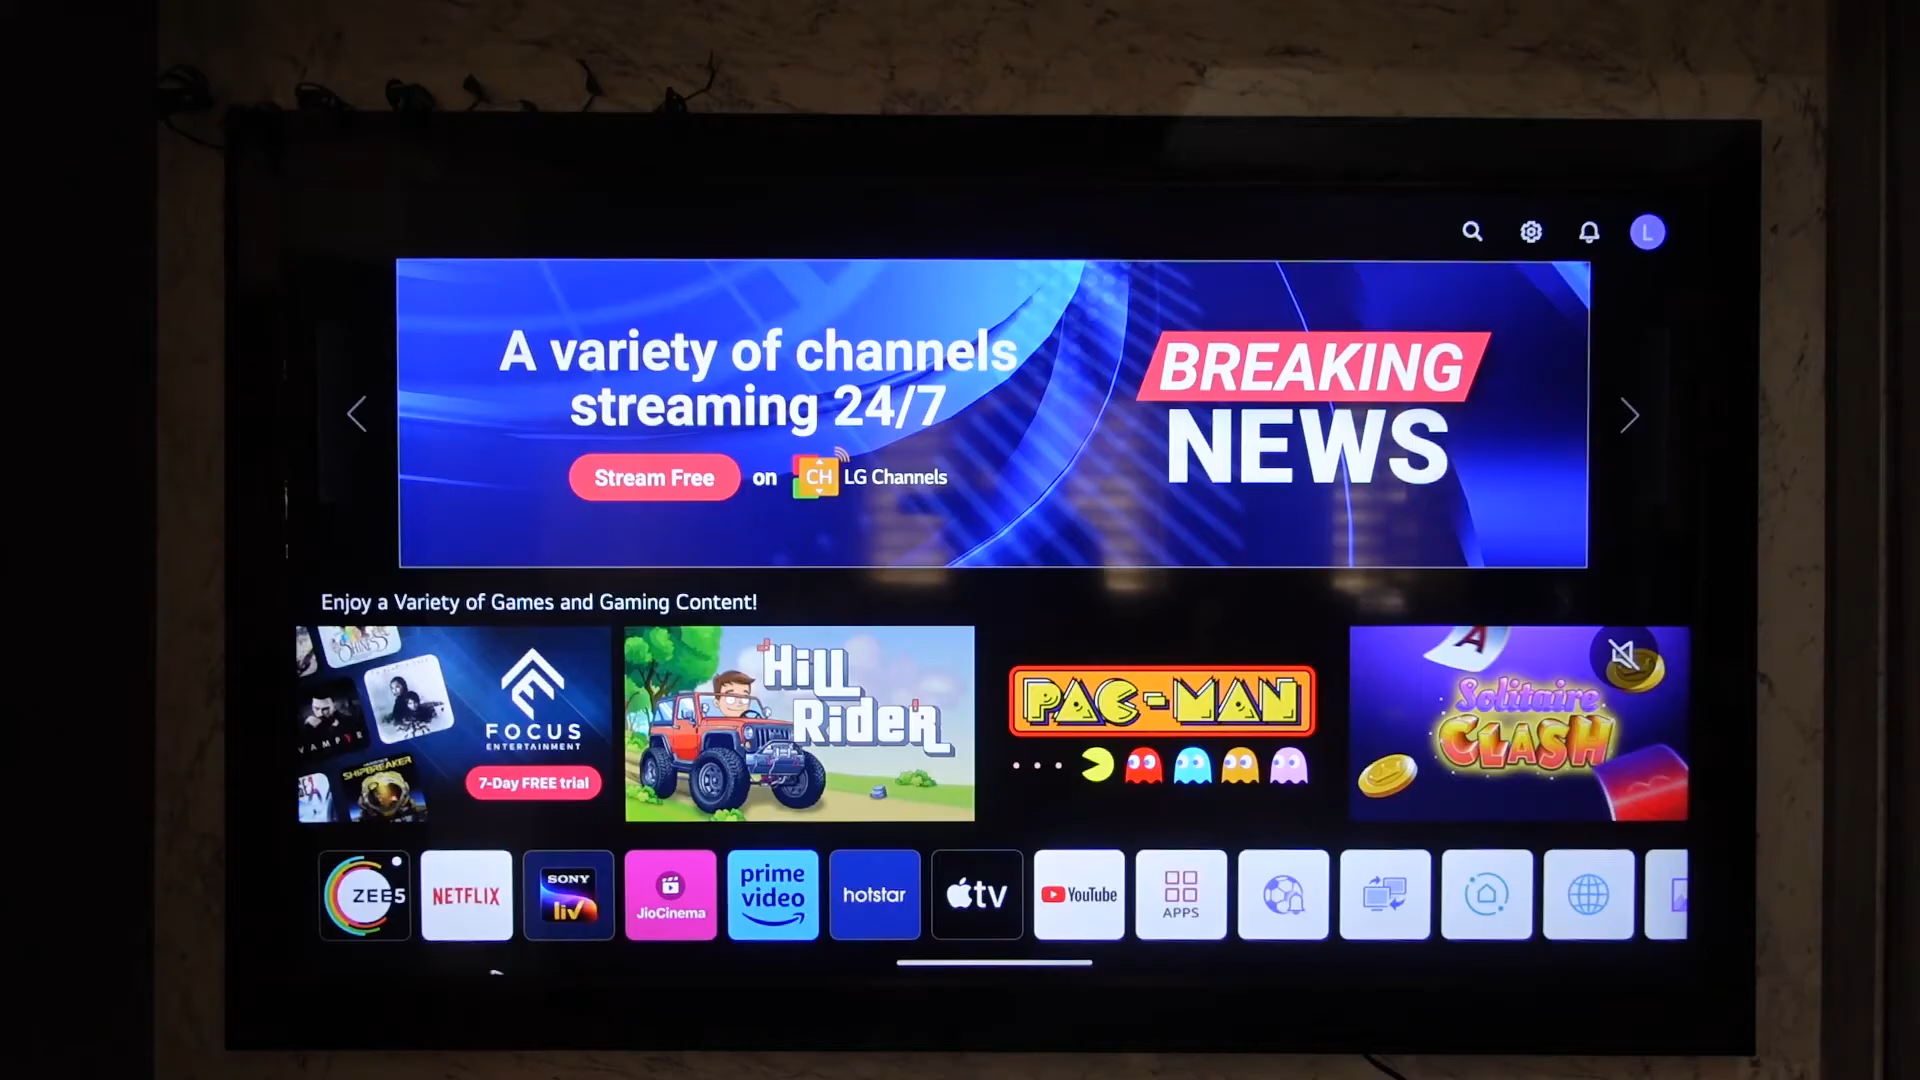 L
A variety of channels
streaming 24/7
Stream Free on CH LG Channels
BREAKING
NEWS
Enjoy a Variety of Games and Gaming Content!
VAMPYR
SHIPBREAKER
FOCUS
ENTERTAINMENT
7-Day FREE trial
Hill
Rider
PAC-MAN
A
Solitaire
CLASH
ZEE5
NETFLIX
SONY
liv
JioCinema
prime
video
hotstar
tv
YouTube
APPS